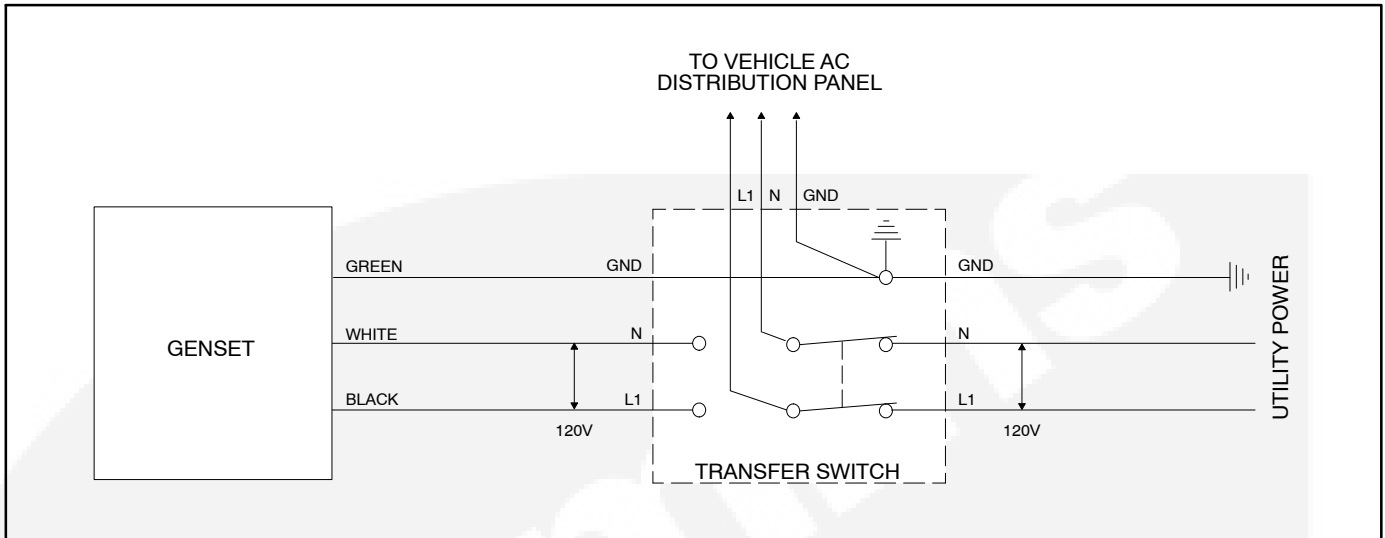 TO VEHICLE AC
DISTRIBUTION PANEL
L1 N GND
GREEN GND GND
WHITE N N
GENSET
BLACK L1 L1
120V 120V
TRANSFER SWITCH
UTILITY POWER